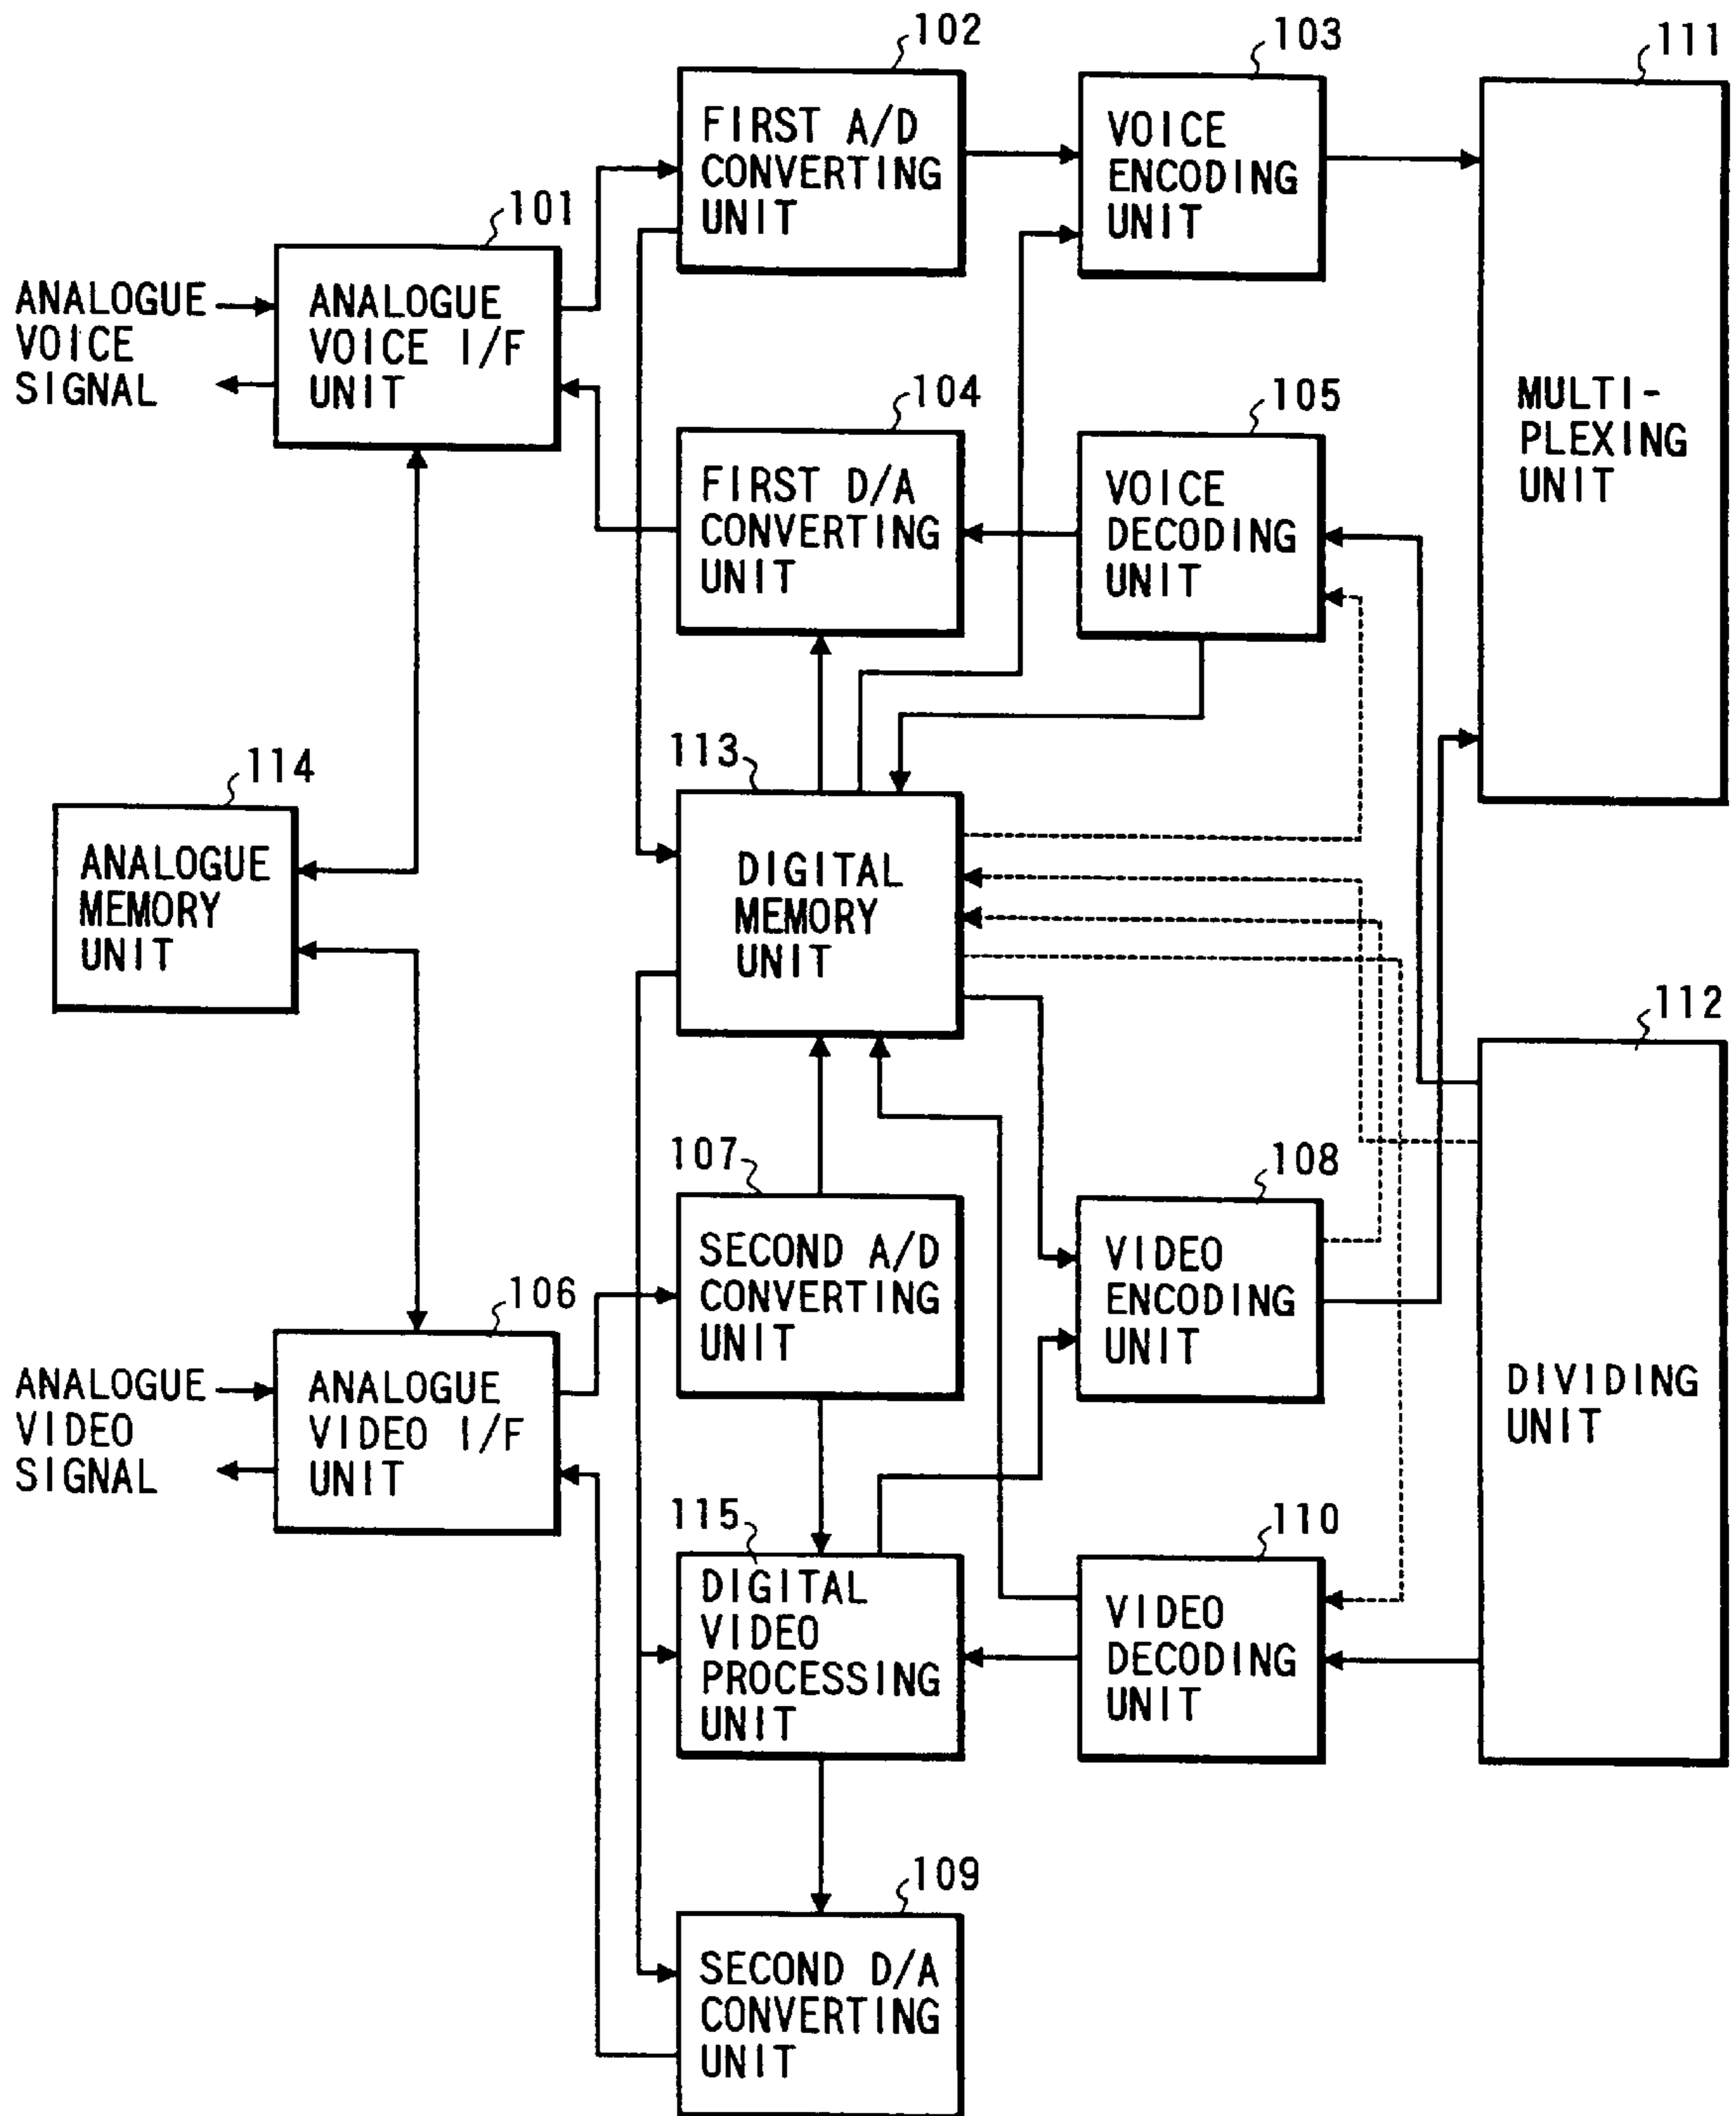 102
FIRST A/D
CONVERTING
UNIT
103
VOICE
ENCODING
UNIT
111
MULTI-
PLEXING
UNIT
101
ANALOGUE
VOICE I/F
UNIT
ANALOGUE
VOICE
SIGNAL
104
FIRST D/A
CONVERTING
UNIT
105
VOICE
DECODING
UNIT
114
ANALOGUE
MEMORY
UNIT
113
DIGITAL
MEMORY
UNIT
112
DIVIDING
UNIT
107
SECOND A/D
CONVERTING
UNIT
108
VIDEO
ENCODING
UNIT
106
ANALOGUE
VIDEO I/F
UNIT
ANALOGUE
VIDEO
SIGNAL
115
DIGITAL
VIDEO
PROCESSING
UNIT
110
VIDEO
DECODING
UNIT
109
SECOND D/A
CONVERTING
UNIT